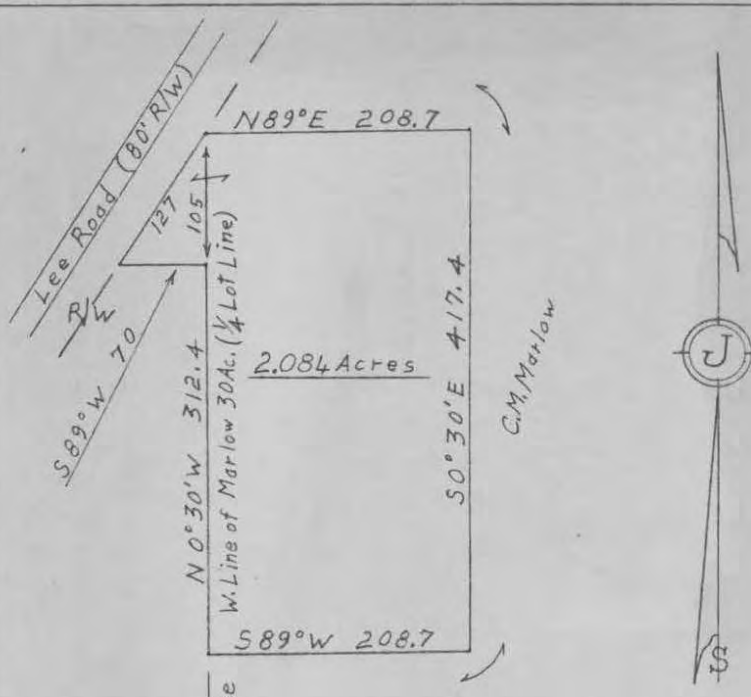 Lee Road (80' R/W)
N89°E 208.7
127
105
R/W
S89°W 70
N0°30'W 312.4
W. Line of Marlow 30Ac. (¼ Lot Line)
2.084 Acres
S0°30'E 417.4
C.M. Marlow
J
S89°W 208.7
S
e